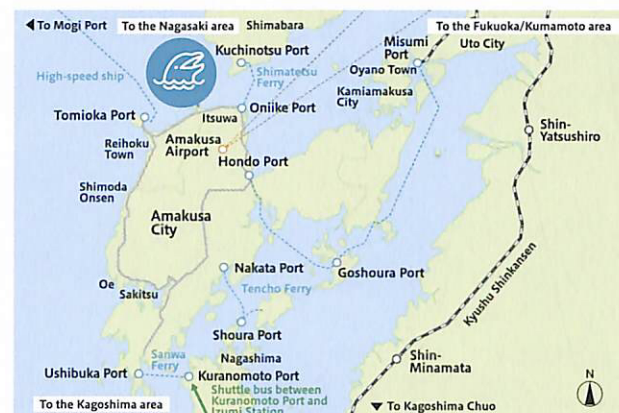 ◀To Mogi Port
To the Nagasaki area
Shimabara
To the Fukuoka/Kumamoto area
Kuchinotsu Port
Misumi
Port
Uto City
Oyano Town
High-speed ship
Shimatetsu
Ferry
Kamiamakusa
City
Tomioka Port
Itsuwa
Oniike Port
Shin-
Yatsushiro
Reihoku
Town
Amakusa
Airport
Hondo Port
Shimoda
Onsen
Amakusa
City
Nakata Port
Goshoura Port
Kyushu Shinkansen
Oe
Sakitsu
Tencho Ferry
Shoura Port
Sanwa
Ferry
Nagashima
Shin-
Minamata
Ushibuka Port
Kuranomoto Port
Shuttle bus between
Kuranomoto Port and
Izumi Station
N
To the Kagoshima area
▼To Kagoshima Chuo